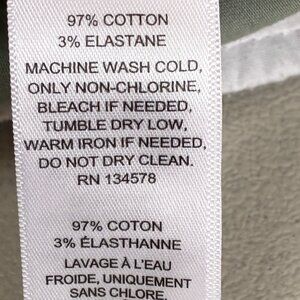 97% COTTON
3% ELASTANE
MACHINE WASH COLD,
ONLY NON-CHLORINE,
BLEACH IF NEEDED,
TUMBLE DRY LOW,
WARM IRON IF NEEDED,
DO NOT DRY CLEAN.
RN 134578
97% COTON
3% ÉLASTHANNE
LAVAGE À L'EAU
FROIDE, UNIQUEMENT
SANS CHLORE,